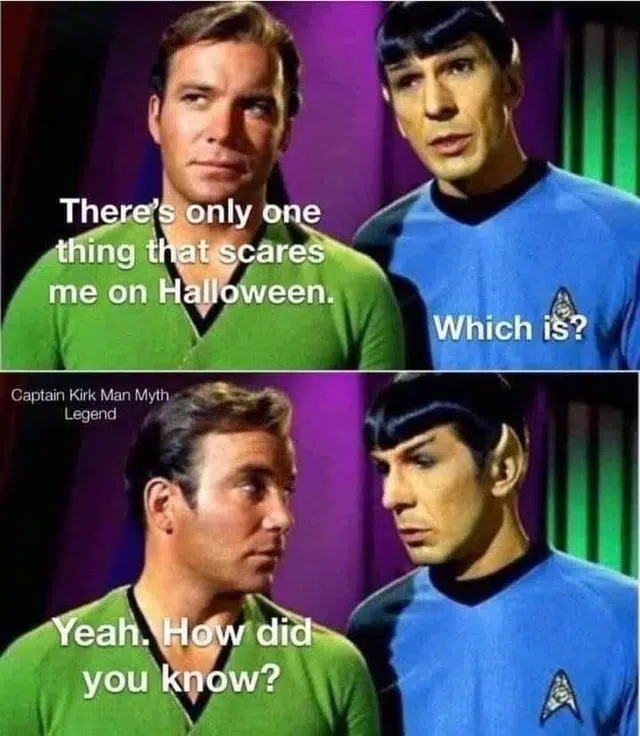 There's only one
thing that scares
me on Halloween.
Which is?
Captain Kirk Man Myth
Legend
Yeah. How did
you know?